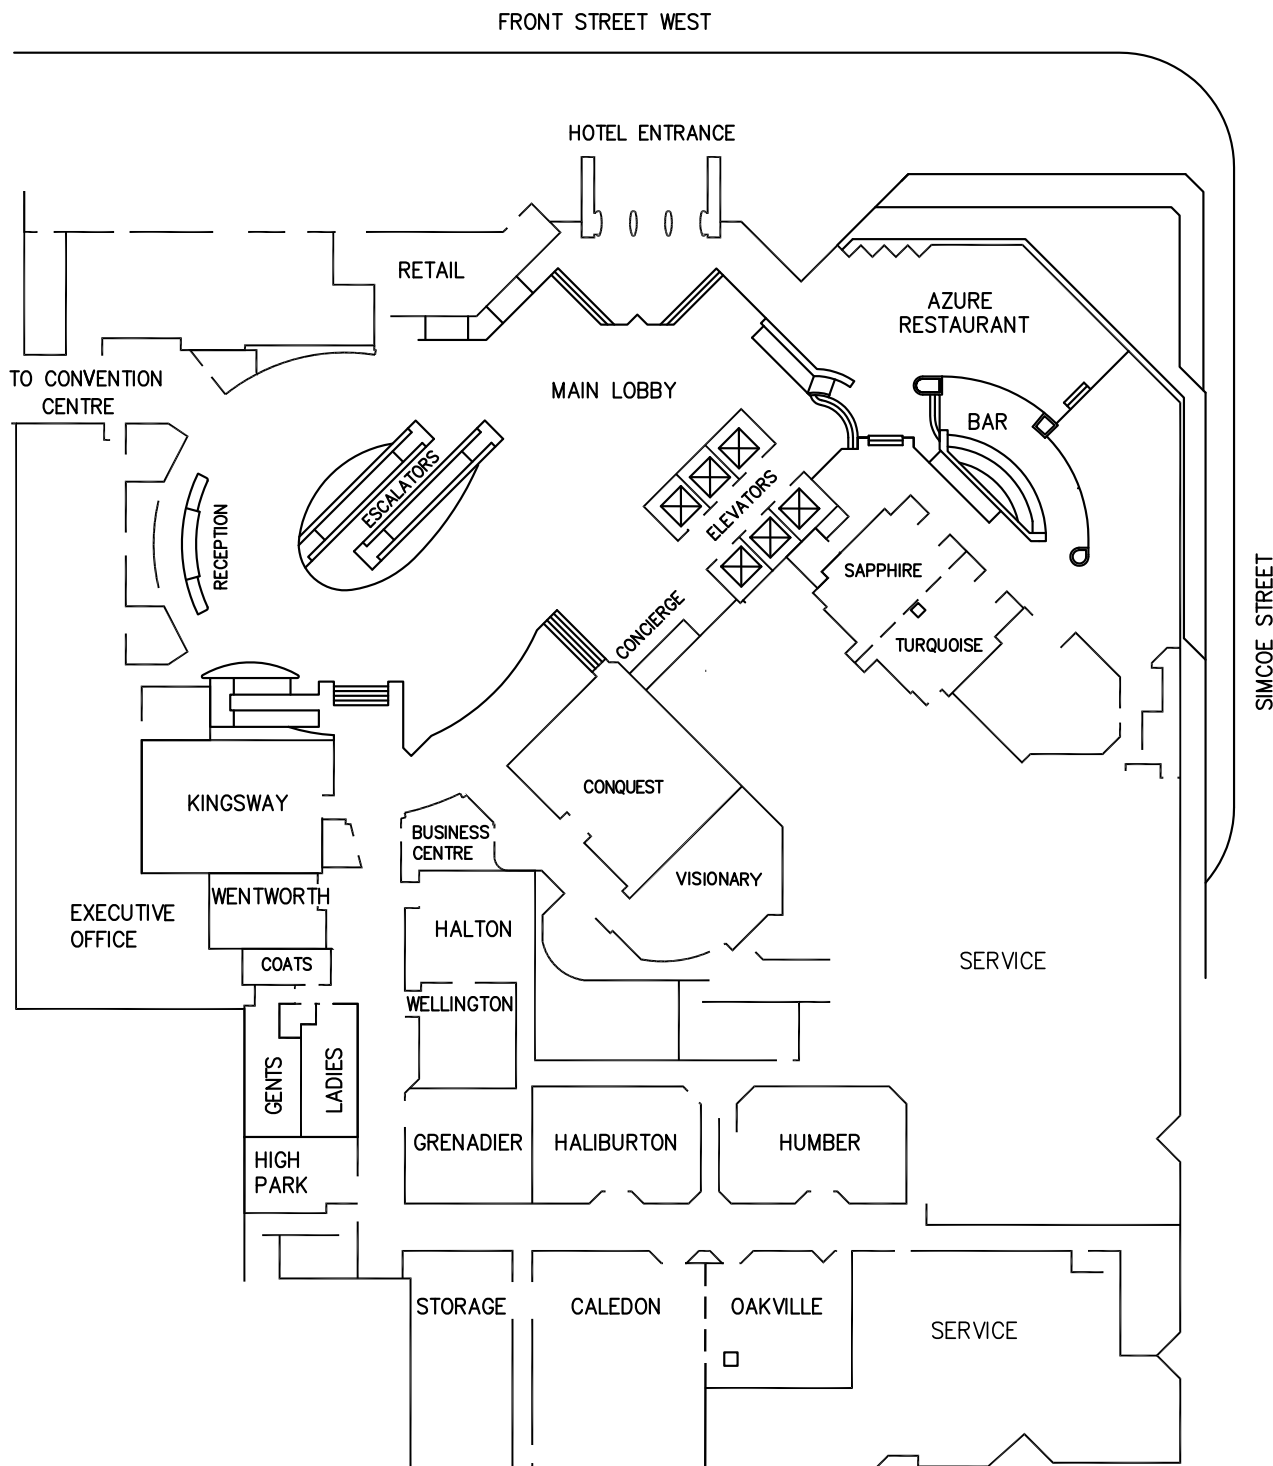 FRONT STREET WEST
HOTEL ENTRANCE
RETAIL
AZURE
RESTAURANT
TO CONVENTION
CENTRE
MAIN LOBBY
BAR
ESCALATORS
ELEVATORS
RECEPTION
SAPPHIRE
CONCIERGE
TURQUOISE
SIMCOE STREET
CONQUEST
KINGSWAY
BUSINESS
CENTRE
VISIONARY
WENTWORTH
EXECUTIVE
OFFICE
HALTON
COATS
SERVICE
WELLINGTON
GENTS
LADIES
GRENADIER
HALIBURTON
HUMBER
HIGH
PARK
STORAGE
CALEDON
OAKVILLE
SERVICE